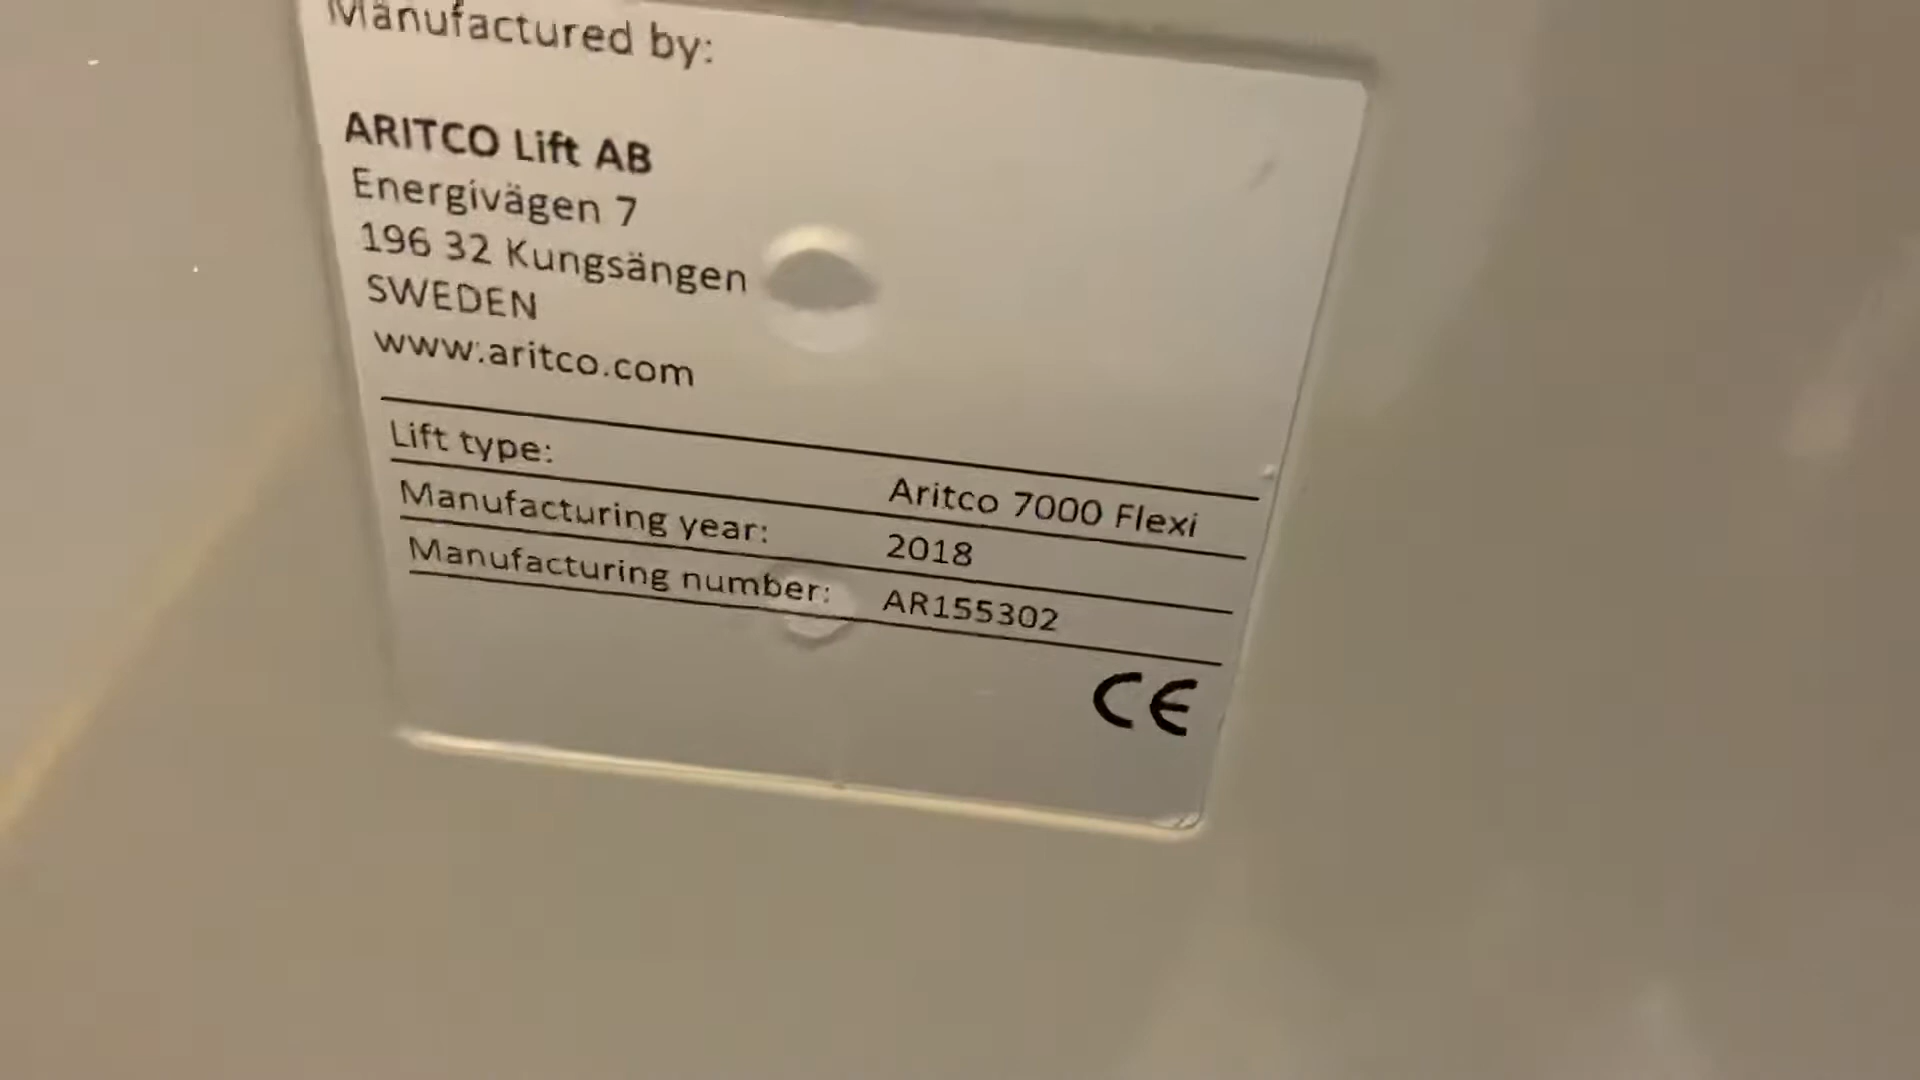 Manufactured by:
ARITCO Lift AB
Energivägen 7
196 32 Kungsängen
SWEDEN
www.aritco.com
Lift type: Aritco 7000 Flexi
Manufacturing year: 2018
Manufacturing number: AR155302
CE